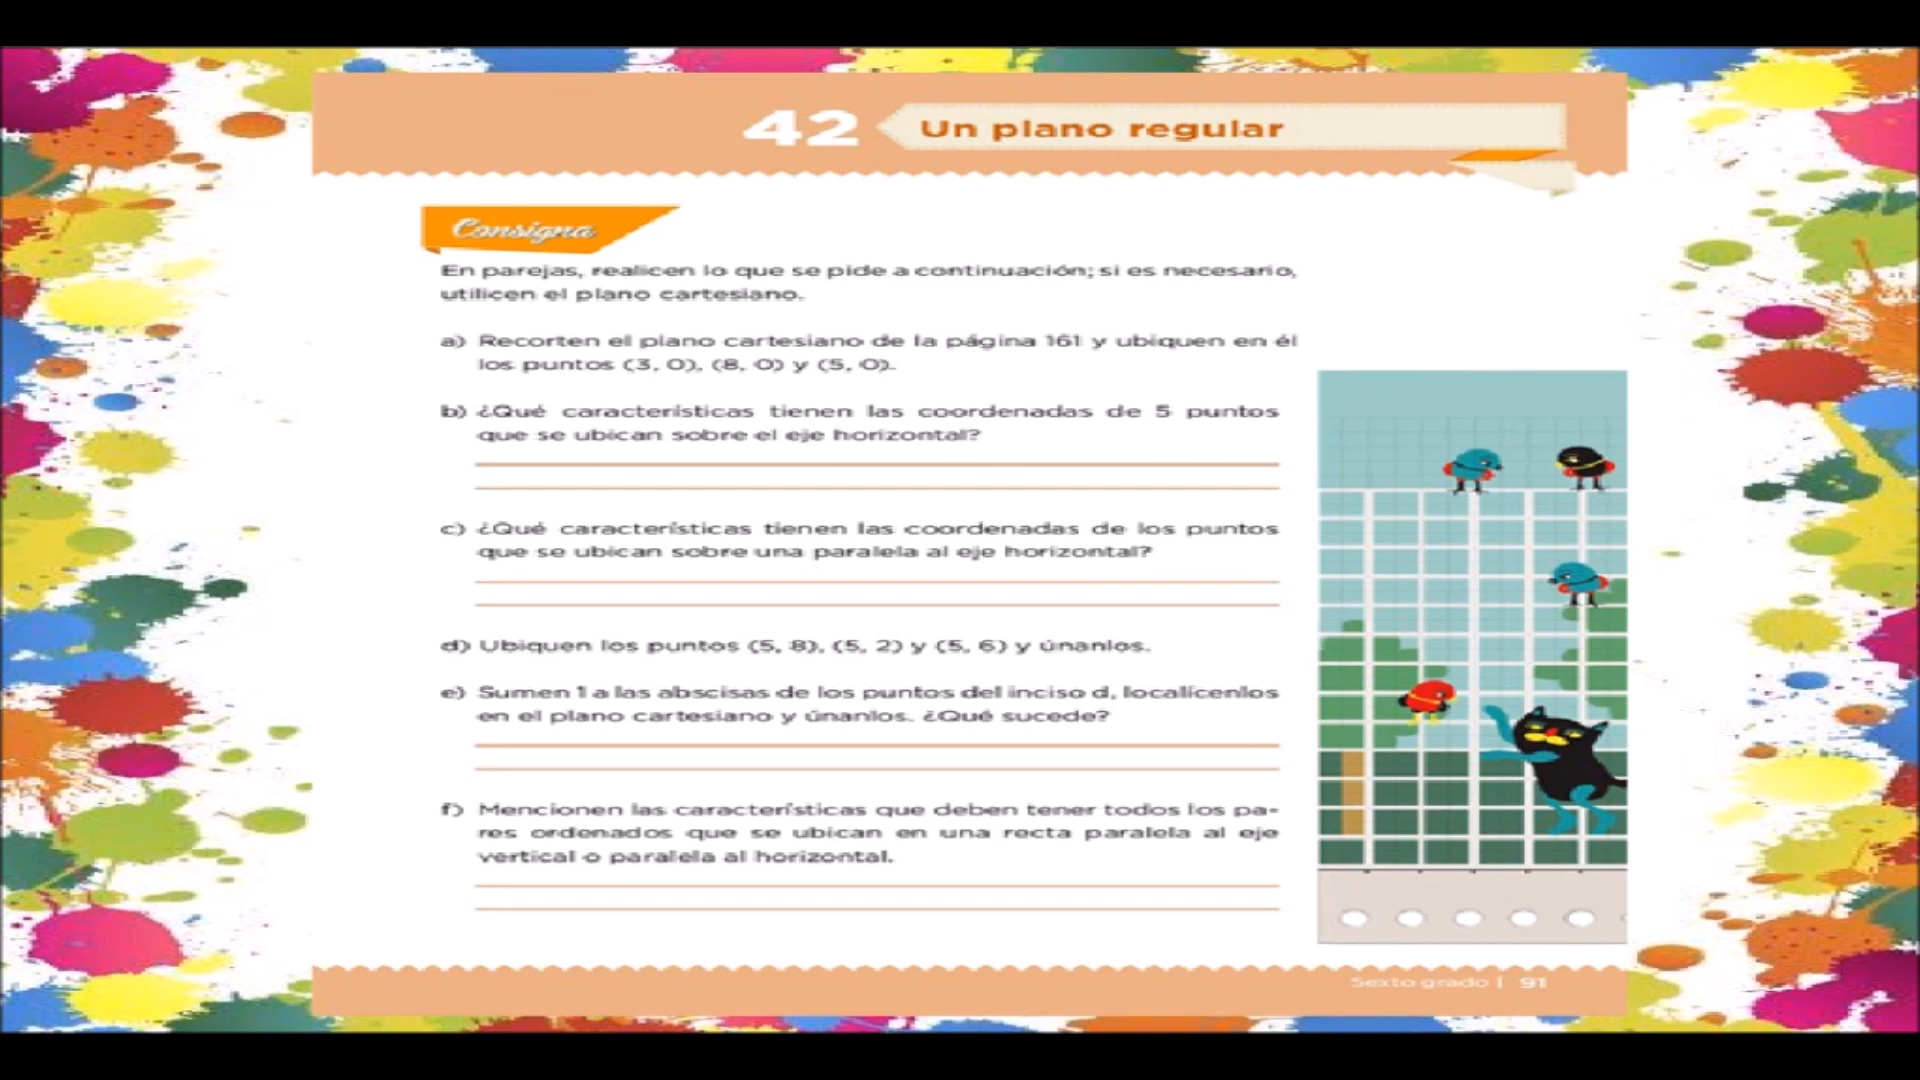 42
Un plano regular
Consigna
En parejas, realicen lo que se pide a continuación; si es necesario,
utilicen el plano cartesiano.
a) Recorten el plano cartesiano de la página 161 y ubiquen en él
los puntos (3, 0), (8, 0) y (5, 0).
b) ¿Qué características tienen las coordenadas de 5 puntos
que se ubican sobre el eje horizontal?
c) ¿Qué características tienen las coordenadas de los puntos
que se ubican sobre una paralela al eje horizontal?
d) Ubiquen los puntos (5, 8), (5, 2) y (5, 6) y únanlos.
e) Sumen 1 a las abscisas de los puntos del inciso d, localícenlos
en el plano cartesiano y únanlos. ¿Qué sucede?
f) Mencionen las características que deben tener todos los pa-
res ordenados que se ubican en una recta paralela al eje
vertical o paralela al horizontal.
Sexto grado | 91